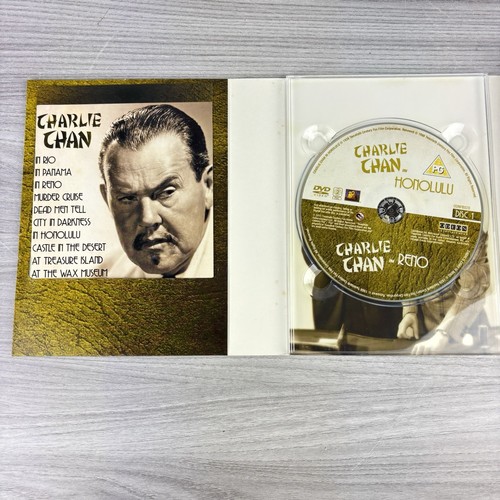 CHARLIE
CHAN
IN RIO
IN PANAMA
IN RENO
MURDER CRUISE
DEAD MEN TELL
CITY IN DARKNESS
IN HONOLULU
CASTLE IN THE DESERT
AT TREASURE ISLAND
AT THE WAX MUSEUM
CHARLIE
CHAN IN
HONOLULU
PG
DVD
VIDEO
DISC 1
CHARLIE
CHAN IN RENO